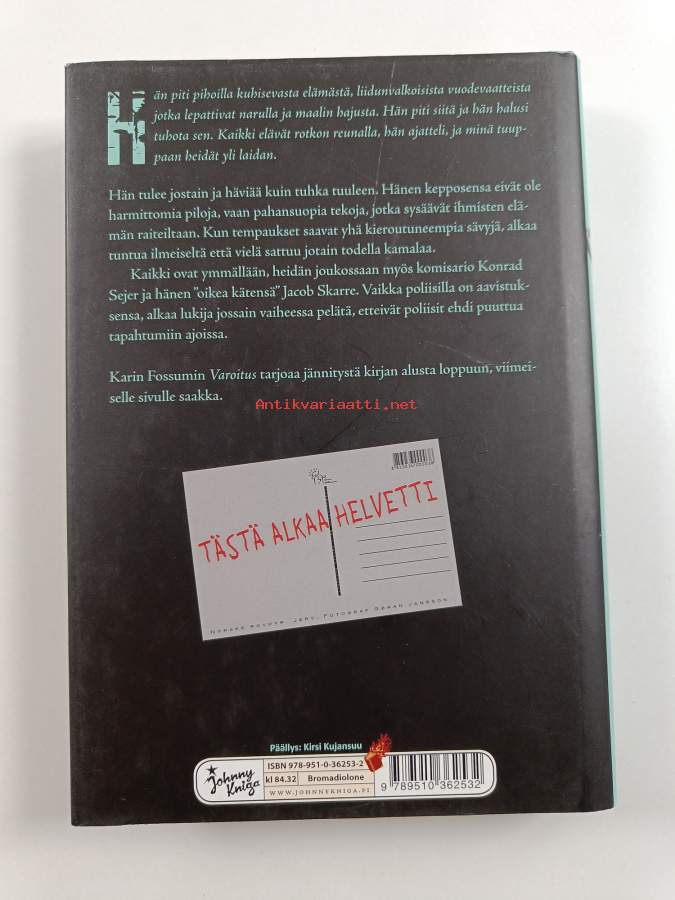 Hän piti pihoilla kuhisevasta elämästä, liidunvalkoisista vuodevaatteista
jotka lepattivat narulla ja maalin hajusta. Hän piti siitä ja hän halusi
tuhota sen. Kaikki elävät rotkon reunalla, hän ajatteli, ja minä tuup-
paan heidät yli laidan.
Hän tulee jostain ja häviää kuin tuhka tuuleen. Hänen kepposensa eivät ole
harmittomia piloja, vaan pahansuopia tekoja, jotka sysäävät ihmisten elä-
män raiteiltaan. Kun tempaukset saavat yhä kieroutuneempia sävyjä, alkaa
tuntua ilmeiseltä että vielä sattuu jotain todella kamalaa.
Kaikki ovat ymmällään, heidän joukossaan myös komisario Konrad
Sejer ja hänen "oikea kätensä" Jacob Skarre. Vaikka poliisilla on aavistuk-
sensa, alkaa lukija jossain vaiheessa pelätä, etteivät poliisit ehdi puuttua
tapahtumiin ajoissa.
Karin Fossumin Varoitus tarjoaa jännitystä kirjan alusta loppuun, viimei-
selle sivulle saakka.
Antikvariaatti.net
TÄSTÄ ALKAA HELVETTI
NORSKE ROVDYR. JERV. FOTOGRAF GØRAN JANSSON
Päällys: Kirsi Kujansuu
Johnny
Kniga
ISBN 978-951-0-36253-2
kl 84.32
Bromadiolone
WWW.JOHNNYKNIGA.FI
9 789510 362532